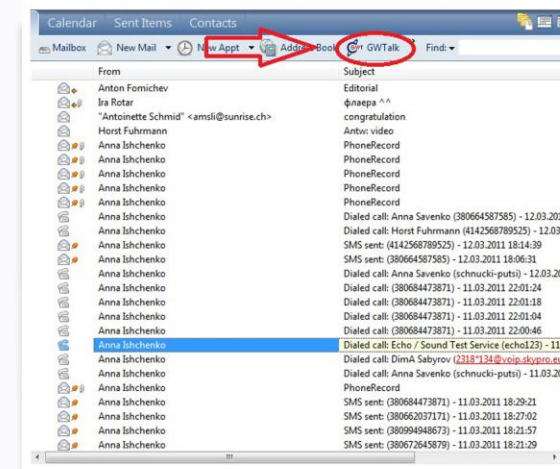 Calendar Sent Items Contacts
Mailbox New Mail New Appt Address Book GWTalk Find:
From Subject
Anton Fomichev Editorial
Ira Rotar флаера ^^
"Antoinette Schmid" <amsli@sunrise.ch> congratulation
Horst Fuhrmann Antw: video
Anna Ishchenko PhoneRecord
Anna Ishchenko PhoneRecord
Anna Ishchenko PhoneRecord
Anna Ishchenko PhoneRecord
Anna Ishchenko PhoneRecord
Anna Ishchenko Dialed call: Anna Savenko (380664587585) - 12.03.20
Anna Ishchenko Dialed call: Horst Fuhrmann (4142568789525) - 12.03
Anna Ishchenko SMS sent: (4142568789525) - 12.03.2011 18:14:39
Anna Ishchenko SMS sent: (380664587585) - 12.03.2011 18:06:31
Anna Ishchenko Dialed call: Anna Savenko (schnucki-putsi) - 12.03.20
Anna Ishchenko Dialed call: (380684473871) - 11.03.2011 22:01:24
Anna Ishchenko Dialed call: (380684473871) - 11.03.2011 22:01:18
Anna Ishchenko Dialed call: (380684473871) - 11.03.2011 22:01:04
Anna Ishchenko Dialed call: (380684473871) - 11.03.2011 22:00:46
Anna Ishchenko Dialed call: Echo / Sound Test Service (echo123) - 11
Anna Ishchenko Dialed call: DimA Sabyrov (2318*134@voip.skypro.eu
Anna Ishchenko Dialed call: Anna Savenko (schnucki-putsi) - 11.03.20
Anna Ishchenko PhoneRecord
Anna Ishchenko SMS sent: (380684473871) - 11.03.2011 18:29:21
Anna Ishchenko SMS sent: (380662037171) - 11.03.2011 18:27:02
Anna Ishchenko SMS sent: (380994948673) - 11.03.2011 18:21:57
Anna Ishchenko SMS sent: (380672645879) - 11.03.2011 18:21:29